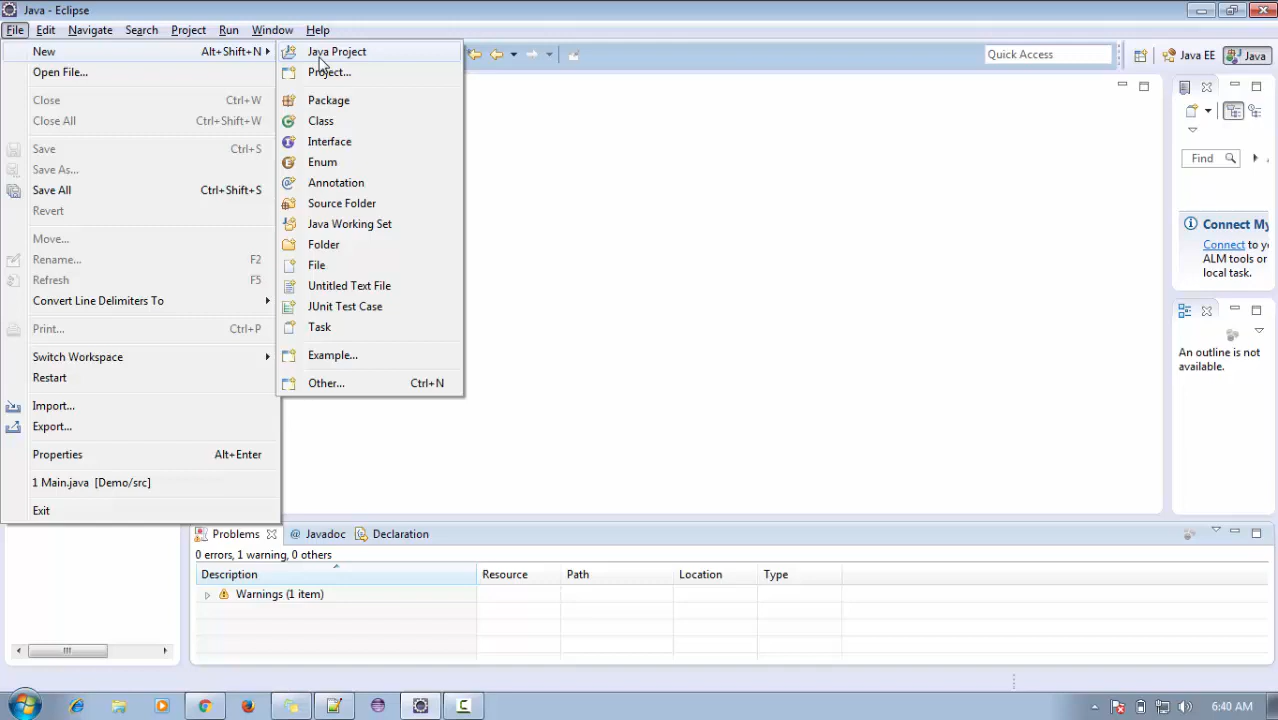 Java - Eclipse
File Edit Navigate Search Project Run Window Help
New Alt+Shift+N
Open File...
Close Ctrl+W
Close All Ctrl+Shift+W
Save Ctrl+S
Save As...
Save All Ctrl+Shift+S
Revert
Move...
Rename... F2
Refresh F5
Convert Line Delimiters To
Print... Ctrl+P
Switch Workspace
Restart
Import...
Export...
Properties Alt+Enter
1 Main.java [Demo/src]
Exit
Java Project
Project...
Package
Class
Interface
Enum
Annotation
Source Folder
Java Working Set
Folder
File
Untitled Text File
JUnit Test Case
Task
Example...
Other... Ctrl+N
Quick Access
Java EE
Java
Find
Connect My
Connect to yo
ALM tools or
local task.
An outline is not
available.
Problems @ Javadoc Declaration
0 errors, 1 warning, 0 others
Description Resource Path Location Type
Warnings (1 item)
6:40 AM